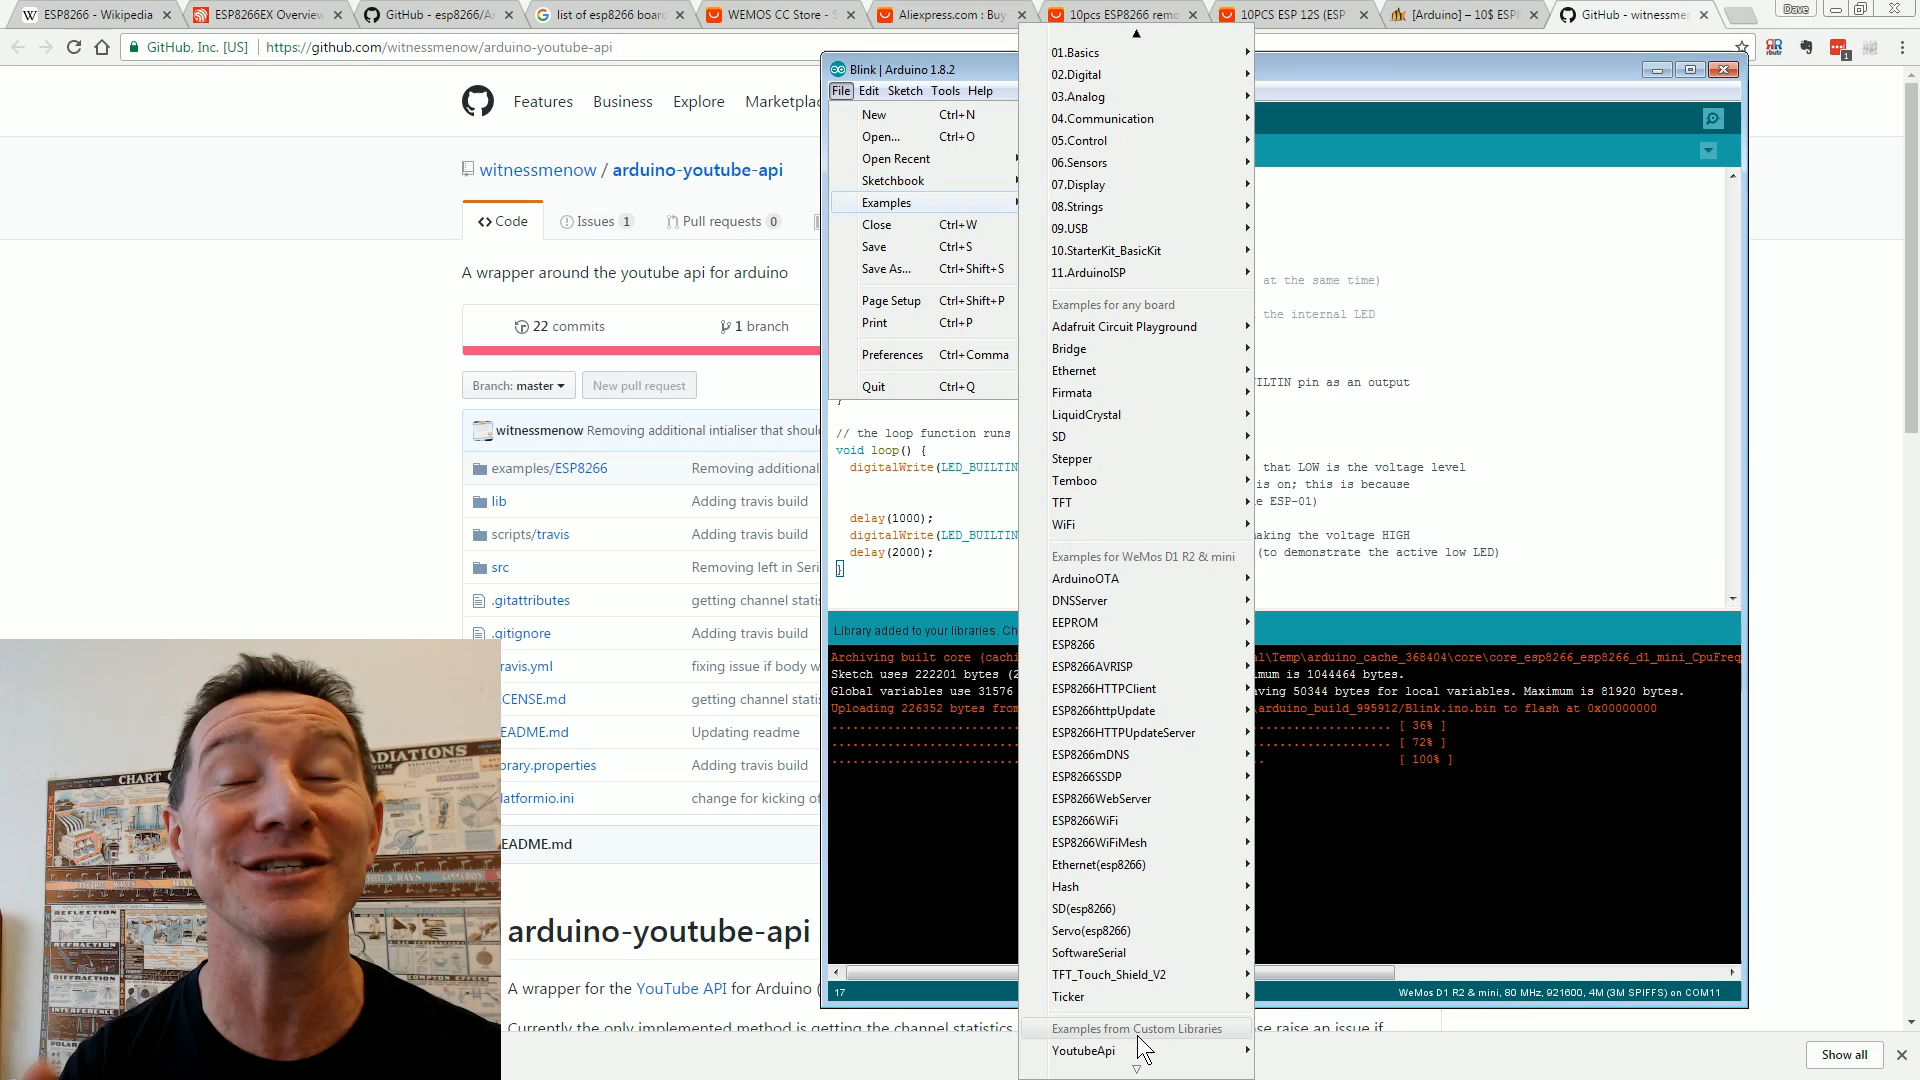 ESP8266 - Wikipedia
ESP8266EX Overview
GitHub - esp8266/Ar
list of esp8266 board
WEMOS CC Store - S
Aliexpress.com : Buy
10pcs ESP8266 remo
10PCS ESP 12S (ESP
[Arduino] – 10$ ESP8
GitHub - witnessmen
Dave
GitHub, Inc. [US]
https://github.com/witnessmenow/arduino-youtube-api
Features
Business
Explore
Marketplac
witnessmenow / arduino-youtube-api
Code
Issues 1
Pull requests 0
A wrapper around the youtube api for arduino
22 commits
1 branch
Branch: master
New pull request
witnessmenow Removing additional intialiser that shoul
examples/ESP8266 Removing additional
lib Adding travis build
scripts/travis Adding travis build
src Removing left in Seri
.gitattributes getting channel statis
.gitignore Adding travis build
ravis.yml fixing issue if body w
CENSE.md getting channel statis
EADME.md Updating readme
brary.properties Adding travis build
latformio.ini change for kicking of
EADME.md
arduino-youtube-api
A wrapper for the YouTube API for Arduino (
Currently the only implemented method is getting the channel statistics
se raise an issue if
Blink | Arduino 1.8.2
File Edit Sketch Tools Help
New Ctrl+N
Open... Ctrl+O
Open Recent
Sketchbook
Examples
Close Ctrl+W
Save Ctrl+S
Save As... Ctrl+Shift+S
Page Setup Ctrl+Shift+P
Print Ctrl+P
Preferences Ctrl+Comma
Quit Ctrl+Q
01.Basics
02.Digital
03.Analog
04.Communication
05.Control
06.Sensors
07.Display
08.Strings
09.USB
10.StarterKit_BasicKit
11.ArduinoISP
Examples for any board
Adafruit Circuit Playground
Bridge
Ethernet
Firmata
LiquidCrystal
SD
Stepper
Temboo
TFT
WiFi
Examples for WeMos D1 R2 & mini
ArduinoOTA
DNSServer
EEPROM
ESP8266
ESP8266AVRISP
ESP8266HTTPClient
ESP8266httpUpdate
ESP8266HTTPUpdateServer
ESP8266mDNS
ESP8266SSDP
ESP8266WebServer
ESP8266WiFi
ESP8266WiFiMesh
Ethernet(esp8266)
Hash
SD(esp8266)
Servo(esp8266)
SoftwareSerial
TFT_Touch_Shield_V2
Ticker
Examples from Custom Libraries
YoutubeApi
at the same time)
the internal LED
ILTIN pin as an output
}
// the loop function runs
void loop() {
digitalWrite(LED_BUILTIN
that LOW is the voltage level
is on; this is because
e ESP-01)
delay(1000);
digitalWrite(LED_BUILTIN
aking the voltage HIGH
delay(2000);
(to demonstrate the active low LED)
}
Library added to your libraries. Ch
Archiving built core (cachi
al\Temp\arduino_cache_368404\core\core_esp8266_esp8266_d1_mini_CpuFreq
Sketch uses 222201 bytes (2
imum is 1044464 bytes.
Global variables use 31576
aving 50344 bytes for local variables. Maximum is 81920 bytes.
Uploading 226352 bytes from
\arduino_build_995912/Blink.ino.bin to flash at 0x00000000
[ 36% ]
[ 72% ]
[ 100% ]
17
WeMos D1 R2 & mini, 80 MHz, 921600, 4M (3M SPIFFS) on COM11
Show all
CHART O
ADIATIONS
EMITTERS
REFLECTION
REFRACTION
DIFFRACTION
COMPTON EFFECT